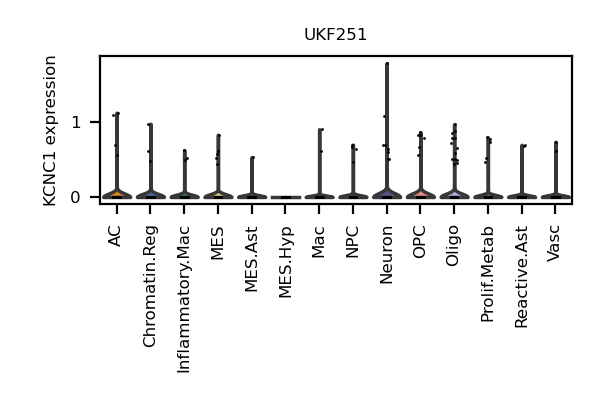 UKF251
KCNC1 expression
1
0
AC
Chromatin.Reg
Inflammatory.Mac
MES
MES.Ast
MES.Hyp
Mac
NPC
Neuron
OPC
Oligo
Prolif.Metab
Reactive.Ast
Vasc